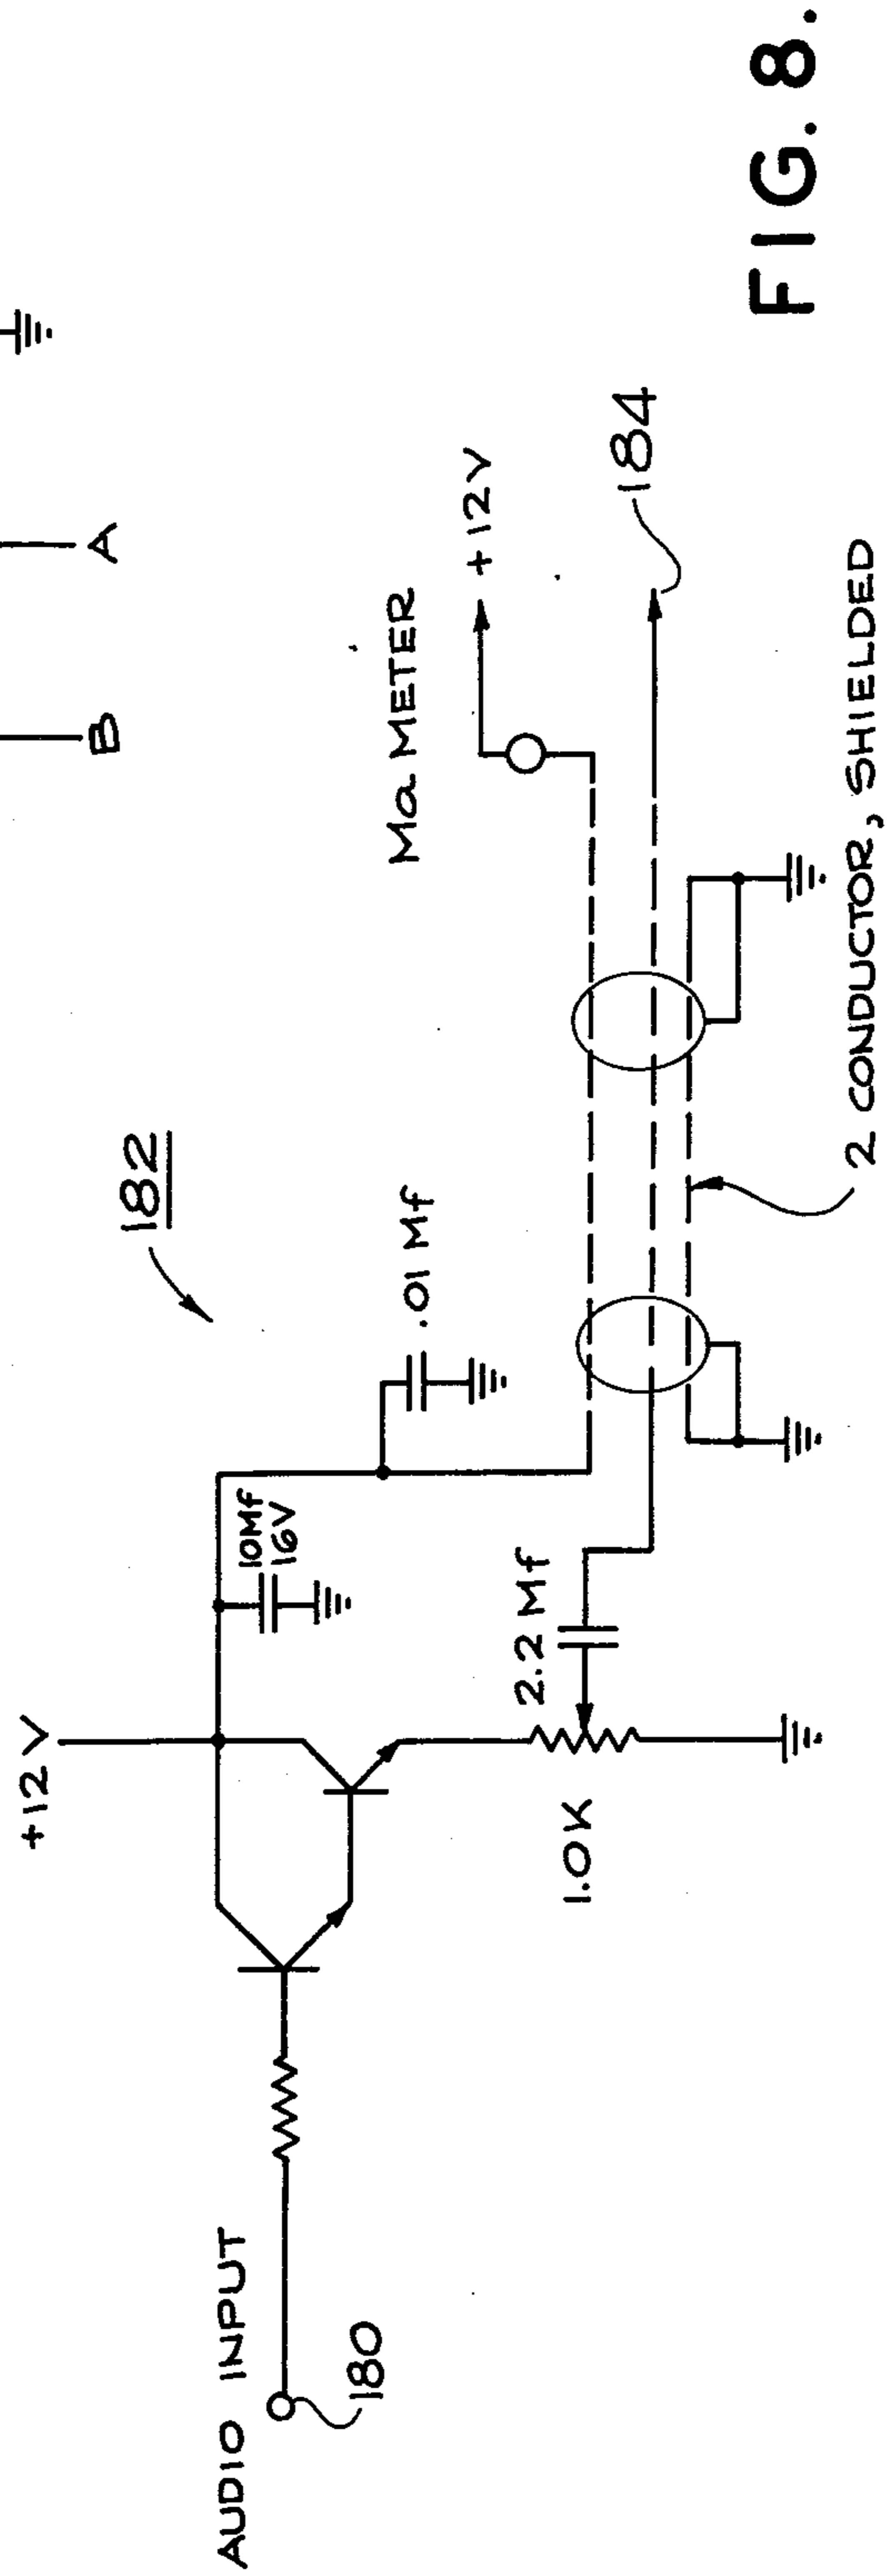 B
A
182
+12V
10Mf
16V
.01 Mf
Ma METER
+12V
AUDIO INPUT
180
1.0K
2.2 Mf
184
2 CONDUCTOR, SHIELDED
FIG. 8.